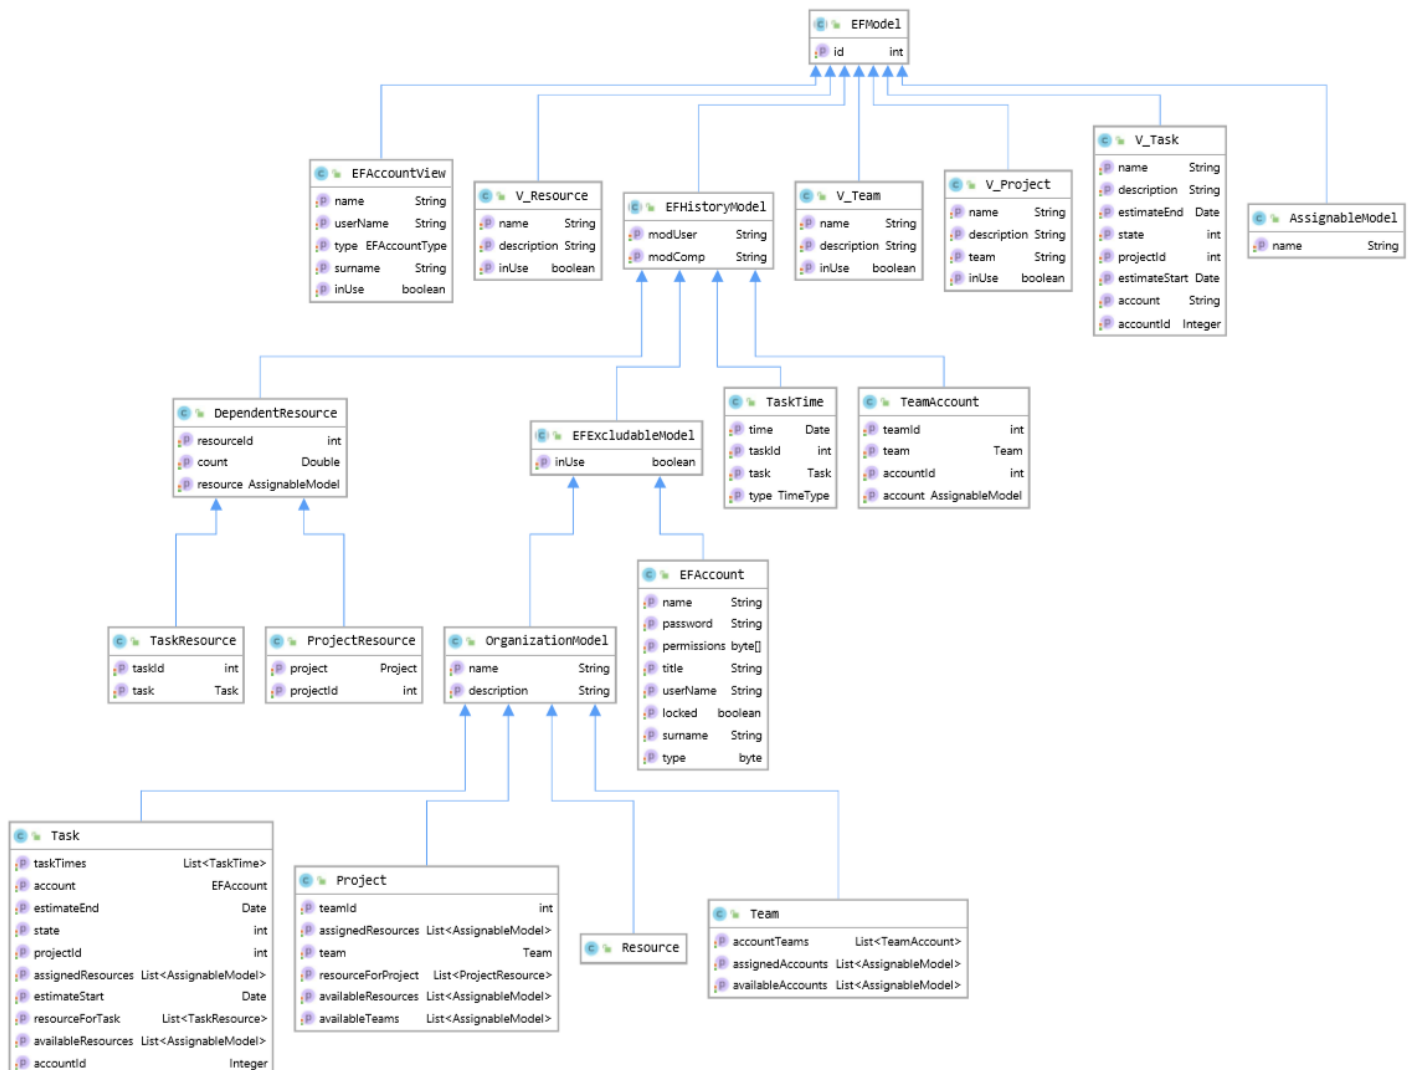 EFModel
id int
EFAccountView
name String
userName String
type EFAccountType
surname String
inUse boolean
V_Resource
name String
description String
inUse boolean
EFHistoryModel
modUser String
modComp String
V_Team
name String
description String
inUse boolean
V_Project
name String
description String
team String
inUse boolean
V_Task
name String
description String
estimateEnd Date
state int
projectId int
estimateStart Date
account String
accountId Integer
AssignableModel
name String
DependentResource
resourceId int
count Double
resource AssignableModel
EFExcludableModel
inUse boolean
TaskTime
time Date
taskId int
task Task
type TimeType
TeamAccount
teamId int
team Team
accountId int
account AssignableModel
TaskResource
taskId int
task Task
ProjectResource
project Project
projectId int
OrganizationModel
name String
description String
EFAccount
name String
password String
permissions byte[]
title String
userName String
locked boolean
surname String
type byte
Task
taskTimes List<TaskTime>
account EFAccount
estimateEnd Date
state int
projectId int
assignedResources List<AssignableModel>
estimateStart Date
resourceForTask List<TaskResource>
availableResources List<AssignableModel>
accountId Integer
Project
teamId int
assignedResources List<AssignableModel>
team Team
resourceForProject List<ProjectResource>
availableResources List<AssignableModel>
availableTeams List<AssignableModel>
Resource
Team
accountTeams List<TeamAccount>
assignedAccounts List<AssignableModel>
availableAccounts List<AssignableModel>